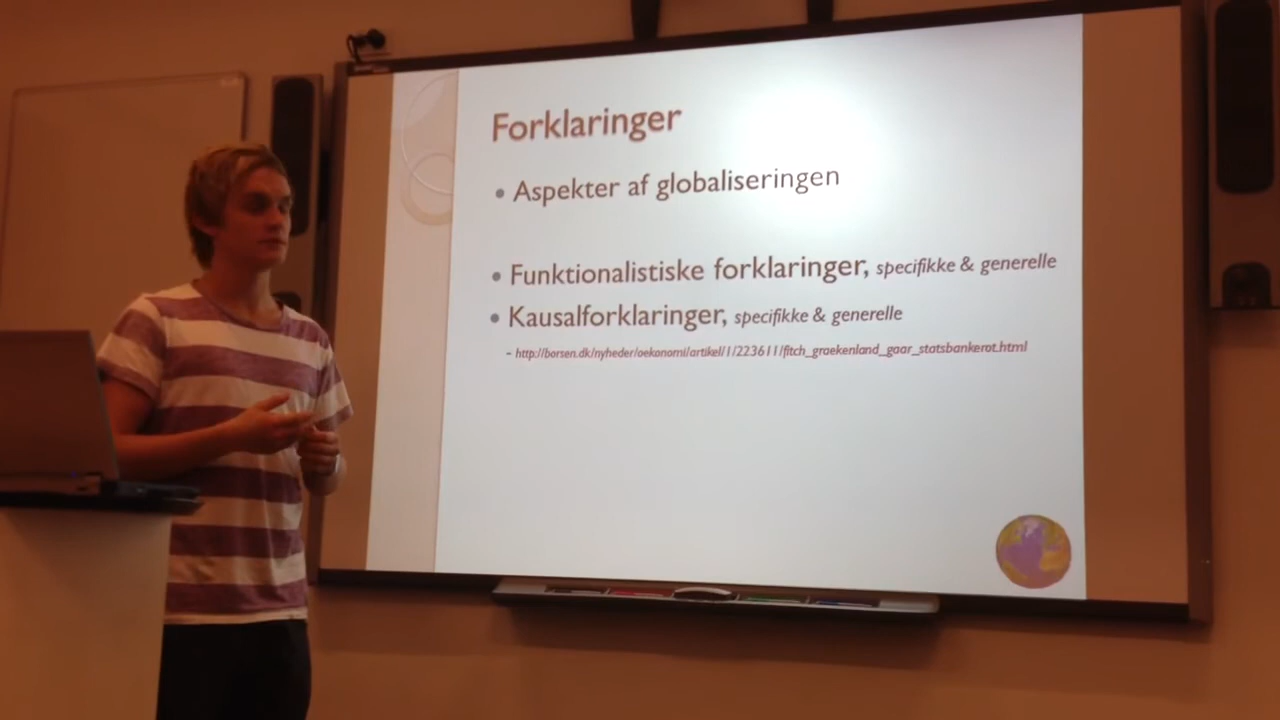 Forklaringer
• Aspekter af globaliseringen
• Funktionalistiske forklaringer, specifikke & generelle
• Kausalforklaringer, specifikke & generelle
- http://borsen.dk/nyheder/oekonomi/artikel/1/223611/fitch_graekenland_gaar_statsbankerot.html